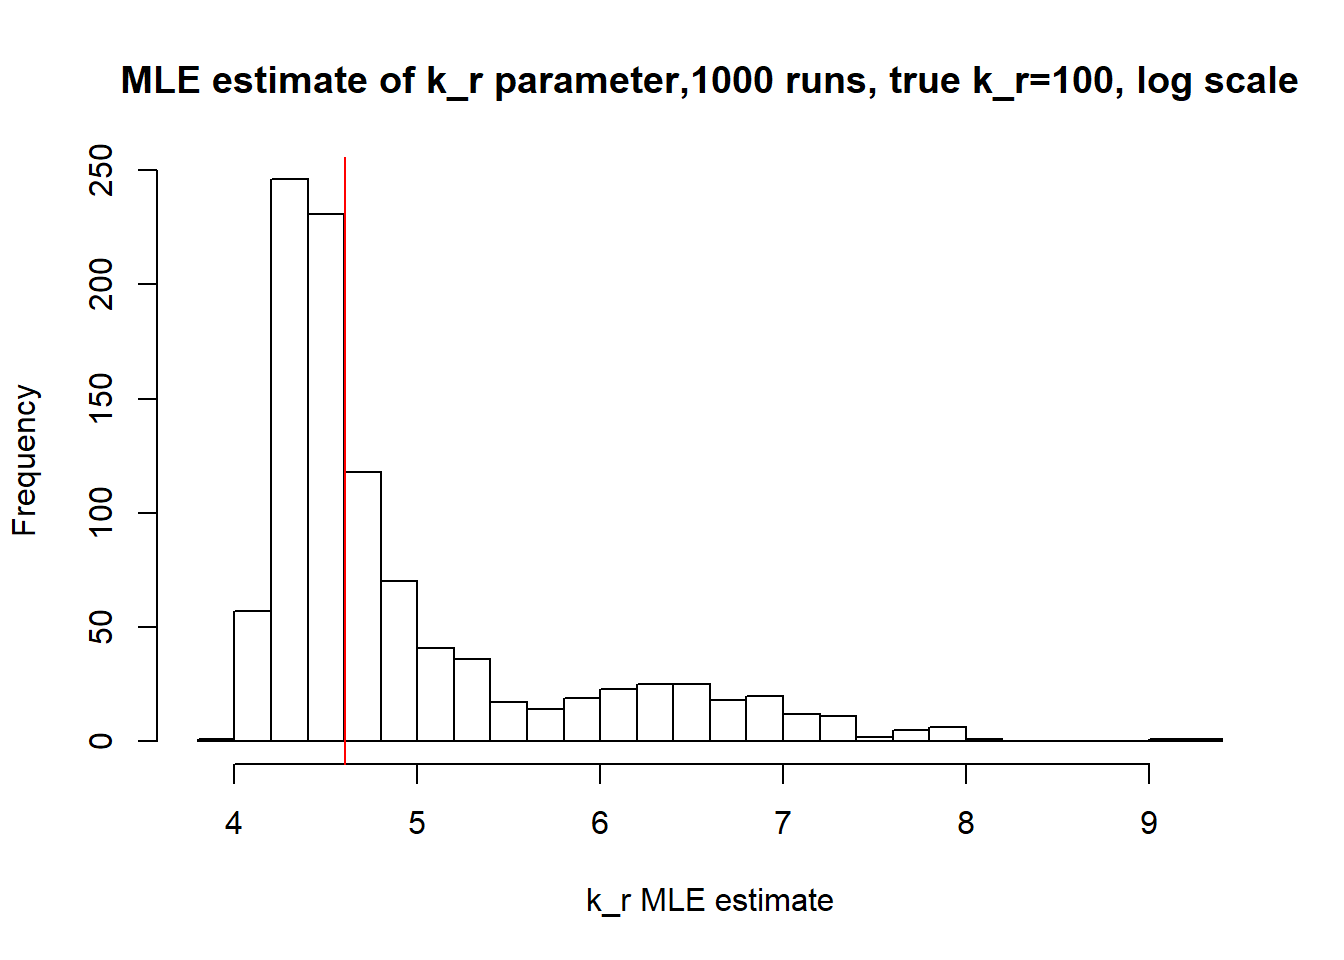 MLE estimate of k_r parameter,1000 runs, true k_r=100, log scale
250
200
150
100
50
0
Frequency
4 5 6 7 8 9
k_r MLE estimate